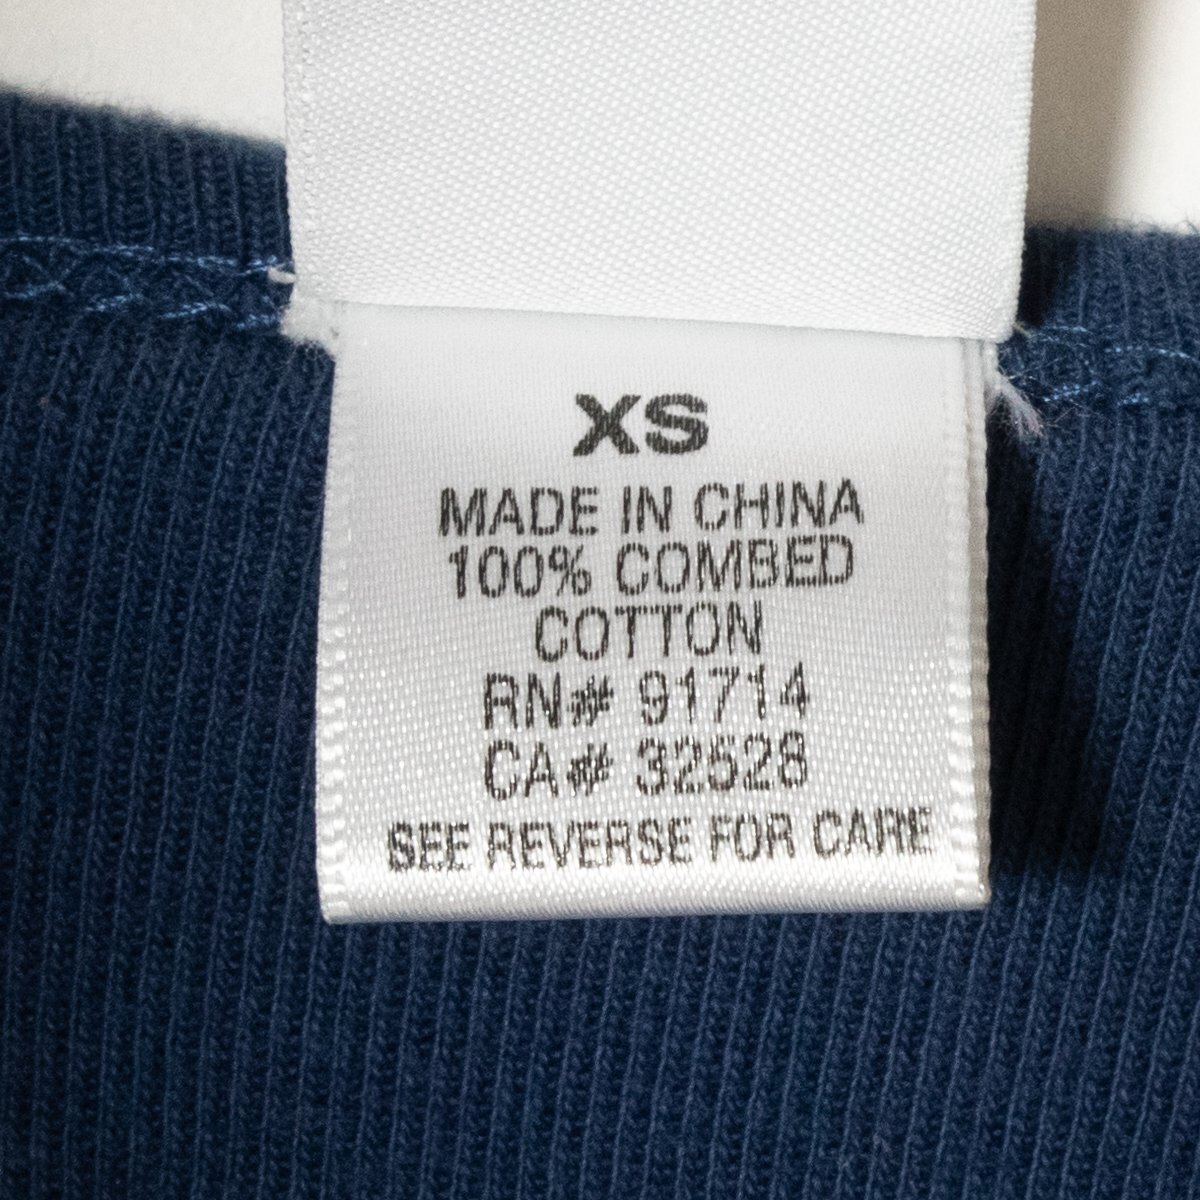 XS
MADE IN CHINA
100% COMBED
COTTON
RN# 91714
CA# 32528
SEE REVERSE FOR CARE